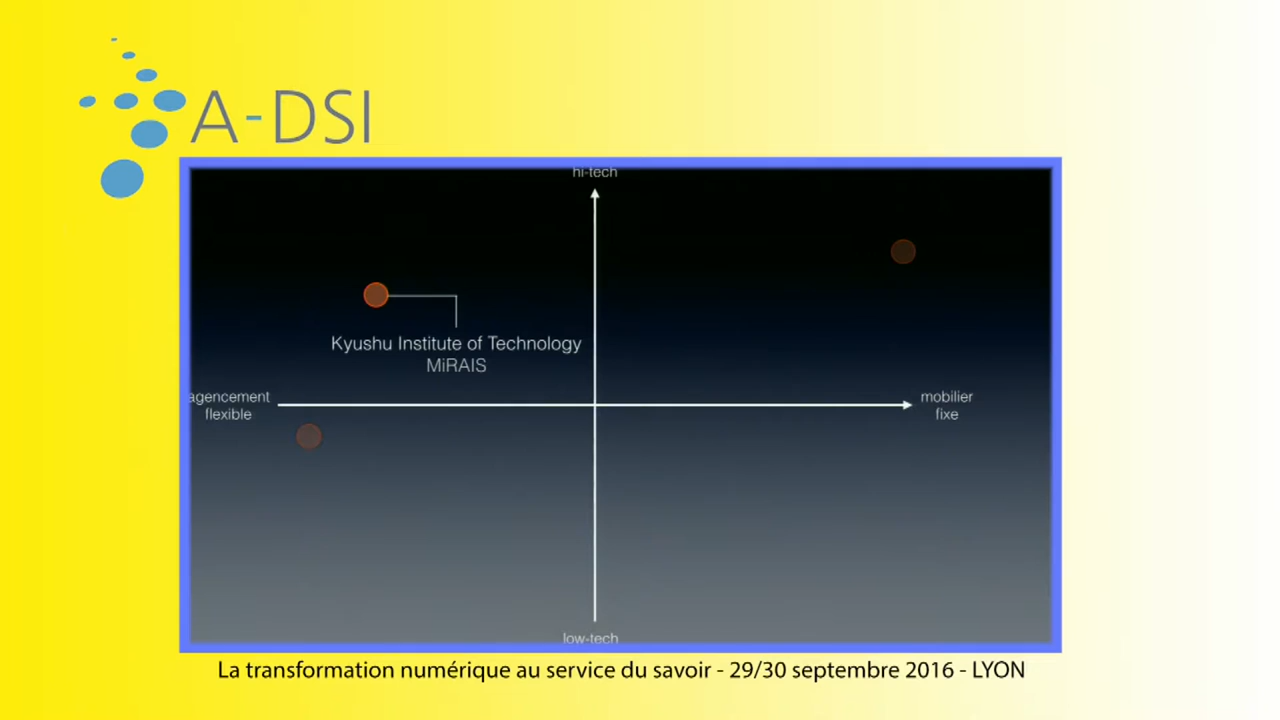 A-DSI
hi-tech
Kyushu Institute of Technology
MiRAIS
agencement
flexible
mobilier
fixe
low-tech
La transformation numérique au service du savoir - 29/30 septembre 2016 - LYON